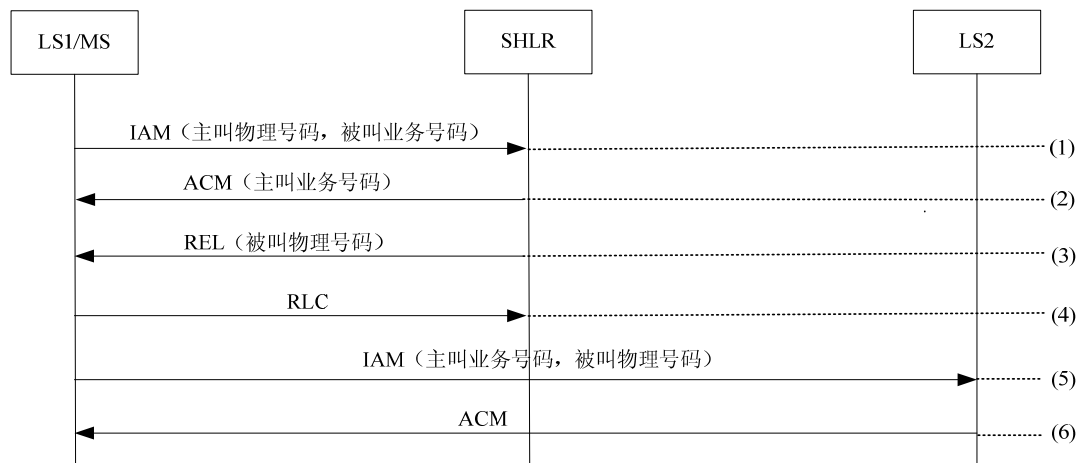 LS1/MS SHLR LS2
IAM（主叫物理号码，被叫业务号码）
(1)
ACM（主叫业务号码）
(2)
REL（被叫物理号码）
(3)
RLC
(4)
IAM（主叫业务号码，被叫物理号码）
(5)
ACM
(6)